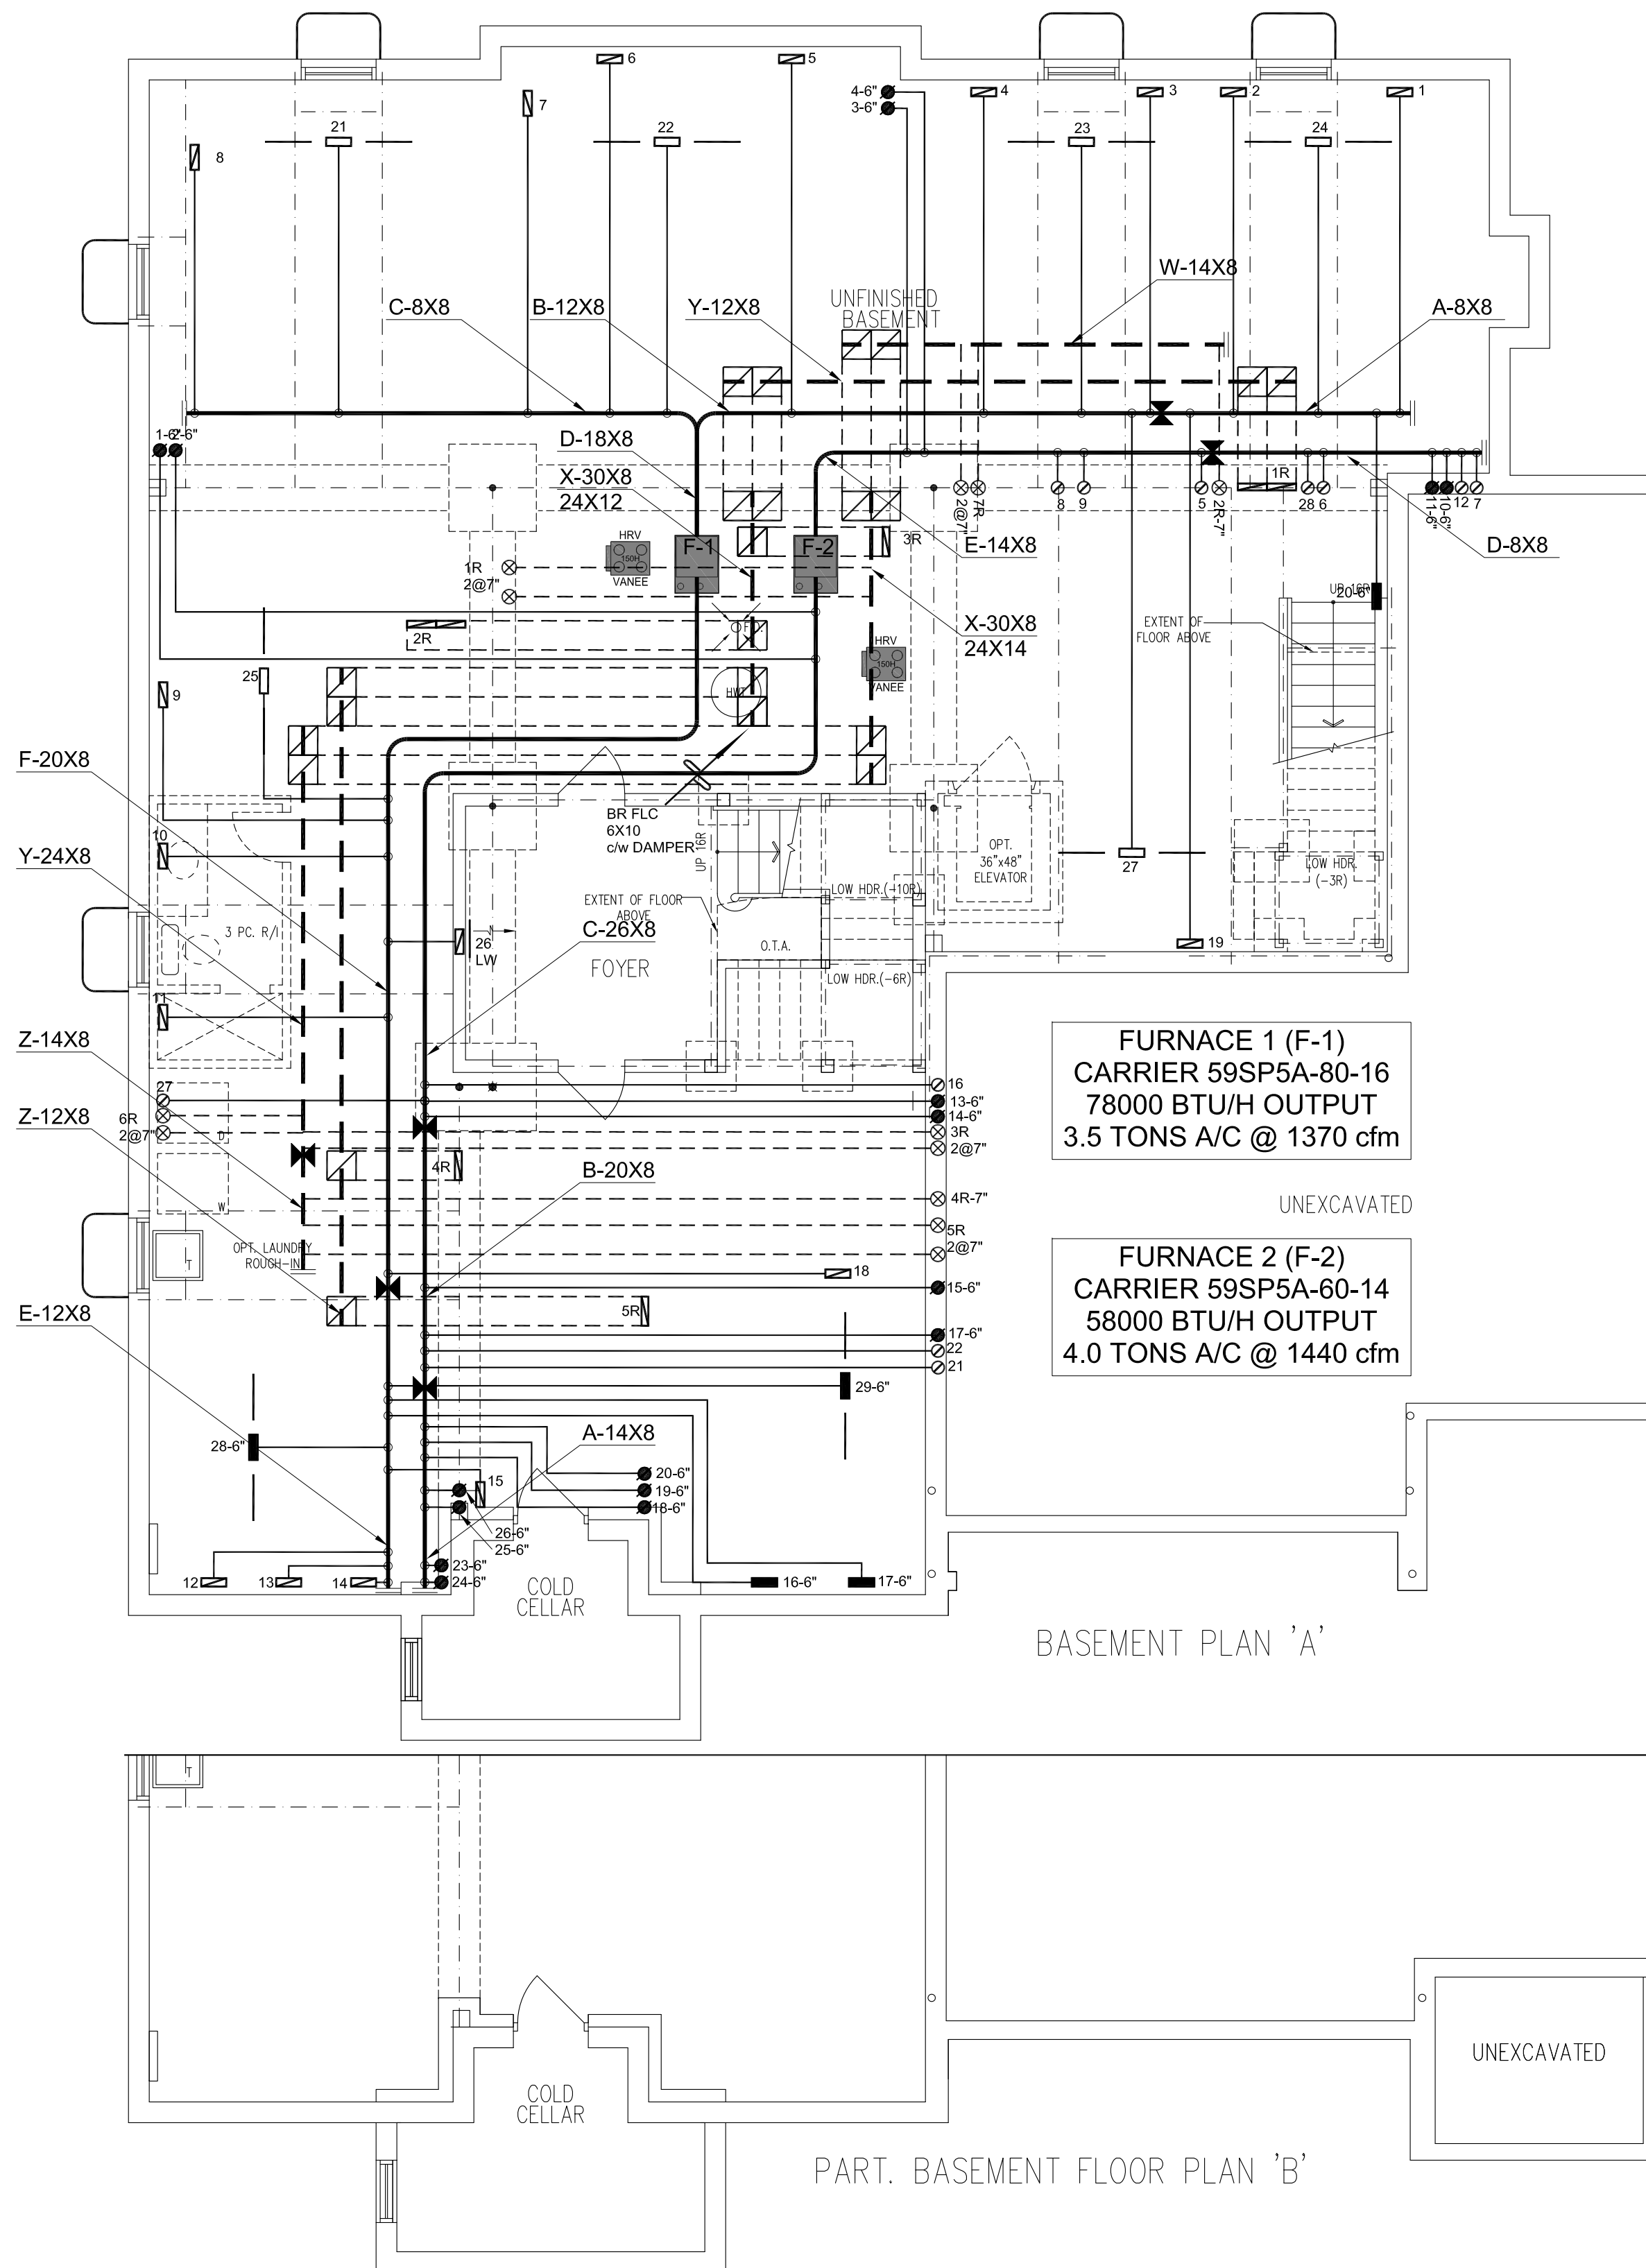 6
5
4-6"
3-6"
4
3
2
1
7
21
22
23
24
8
W-14X8
C-8X8
B-12X8
Y-12X8
UNFINISHED
BASEMENT
A-8X8
1-6"
2-6"
D-18X8
X-30X8
24X12
1R
2@7"
7R
8
9
5
2R-7"
28
6
11-6"
10-6"
12
7
HRV
150H
VANEE
F-1
F-2
3R
E-14X8
D-8X8
1R
2@7"
UP 16R
20-6"
EXTENT OF
FLOOR ABOVE
X-30X8
24X14
2R
HRV
150H
VANEE
25
9
HWT
F-20X8
BR FLC
6X10
c/w DAMPER
UP 16R
10
OPT.
36"x48"
ELEVATOR
27
LOW HDR.
(-3R)
Y-24X8
EXTENT OF FLOOR
ABOVE
LOW HDR.(-10R)
C-26X8
3 PC. R/I
26
LW
FOYER
O.T.A.
19
LOW HDR.(-6R)
11
Z-14X8
FURNACE 1 (F-1)
CARRIER 59SP5A-80-16
78000 BTU/H OUTPUT
3.5 TONS A/C @ 1370 cfm
27
16
13-6"
14-6"
Z-12X8
6R
2@7"
D
3R
2@7"
4R
B-20X8
4R-7"
W
UNEXCAVATED
5R
2@7"
OPT. LAUNDRY
ROUGH-IN
T
18
15-6"
FURNACE 2 (F-2)
CARRIER 59SP5A-60-14
58000 BTU/H OUTPUT
4.0 TONS A/C @ 1440 cfm
E-12X8
5R
17-6"
22
21
29-6"
28-6"
A-14X8
20-6"
15
19-6"
18-6"
26-6"
25-6"
23-6"
24-6"
12
13
14
16-6"
17-6"
COLD
CELLAR
BASEMENT PLAN 'A'
T
UNEXCAVATED
COLD
CELLAR
PART. BASEMENT FLOOR PLAN 'B'